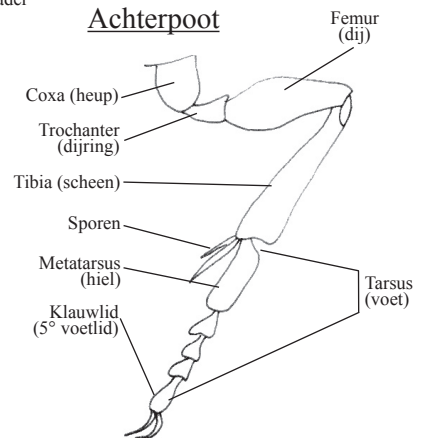 Achterpoot
Femur
(dij)
Coxa (heup)
Trochanter
(dijring)
Tibia (scheen)
Sporen
Metatarsus
(hiel)
Tarsus
(voet)
Klauwlid
(5° voetlid)